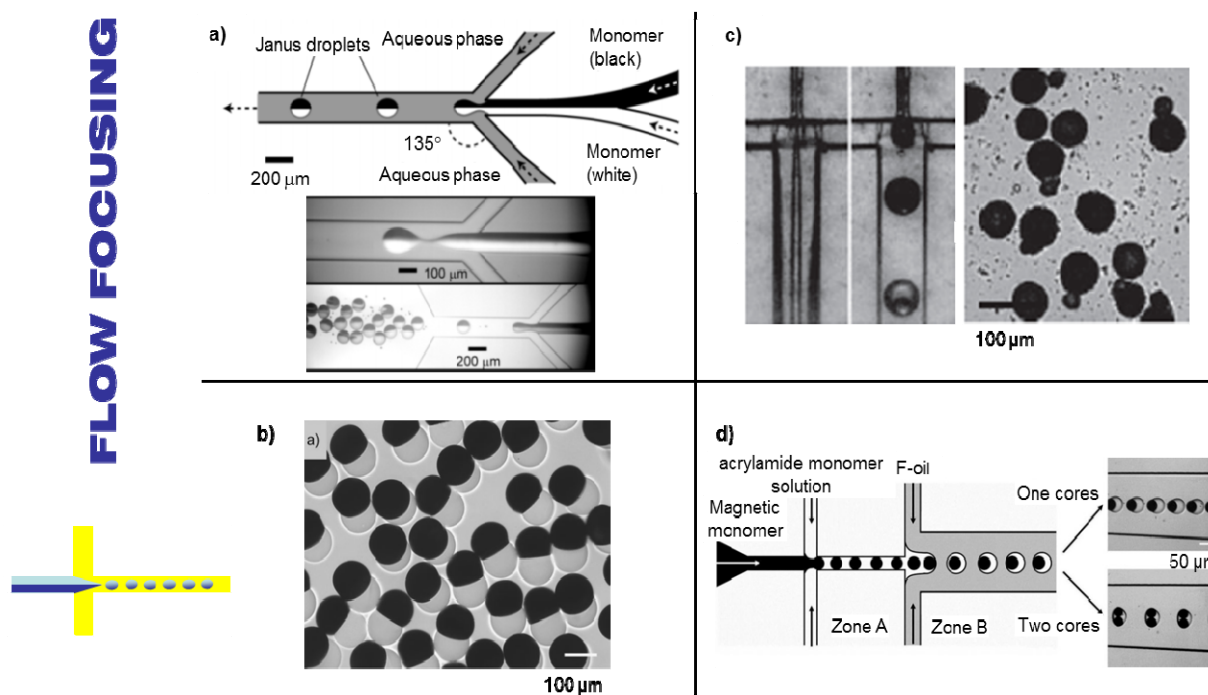 FLOW FOCUSING
a)
Janus droplets
Aqueous phase
Monomer
(black)
135°
200 µm
Aqueous phase
Monomer
(white)
100 µm
200 µm
b)
a)
100 µm
c)
100 µm
d)
acrylamide monomer
solution
F-oil
Magnetic
monomer
One cores
50 µ
Zone A
Zone B
Two cores